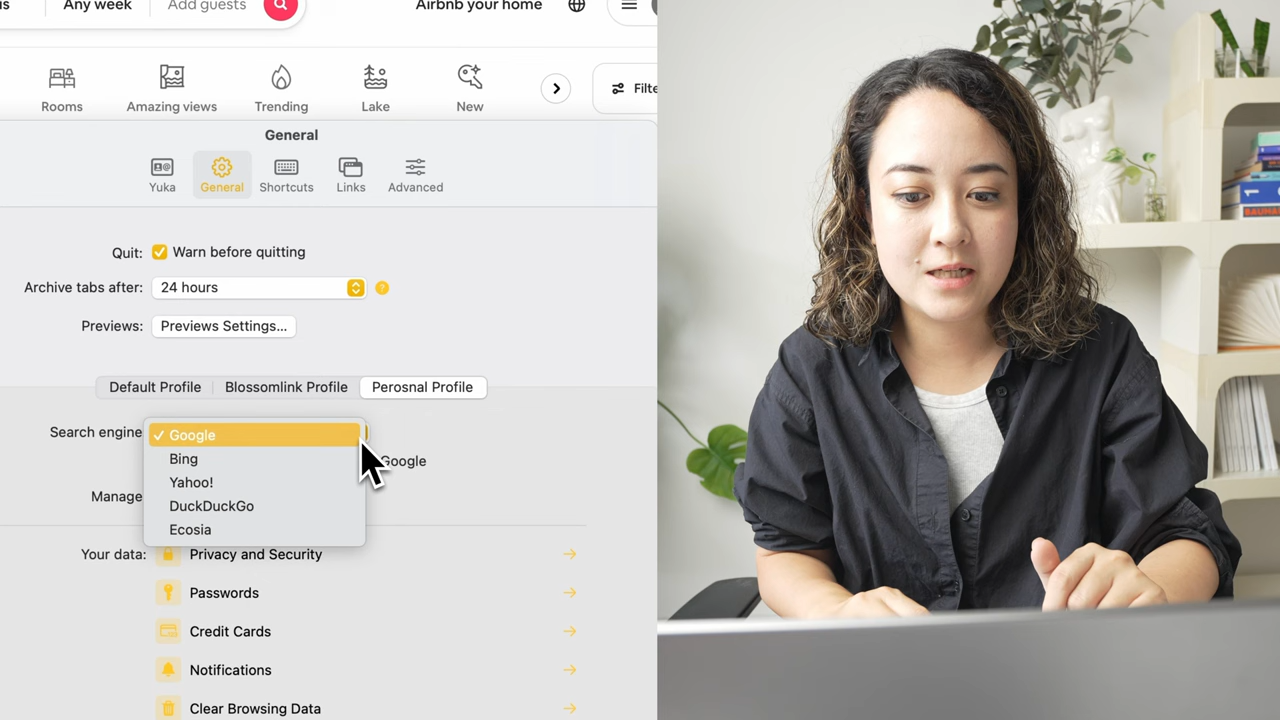 Any week
Add guests
Airbnb your home
Rooms
Amazing views
Trending
Lake
New
General
Yuka
General
Shortcuts
Links
Advanced
Quit:
Warn before quitting
Archive tabs after:
24 hours
?
Previews:
Previews Settings...
Default Profile
Blossomlink Profile
Perosnal Profile
Search engine
✓ Google
Bing
Google
Yahoo!
Manage
DuckDuckGo
Ecosia
Your data:
Privacy and Security
Passwords
Credit Cards
Notifications
Clear Browsing Data
1
BAUHAU